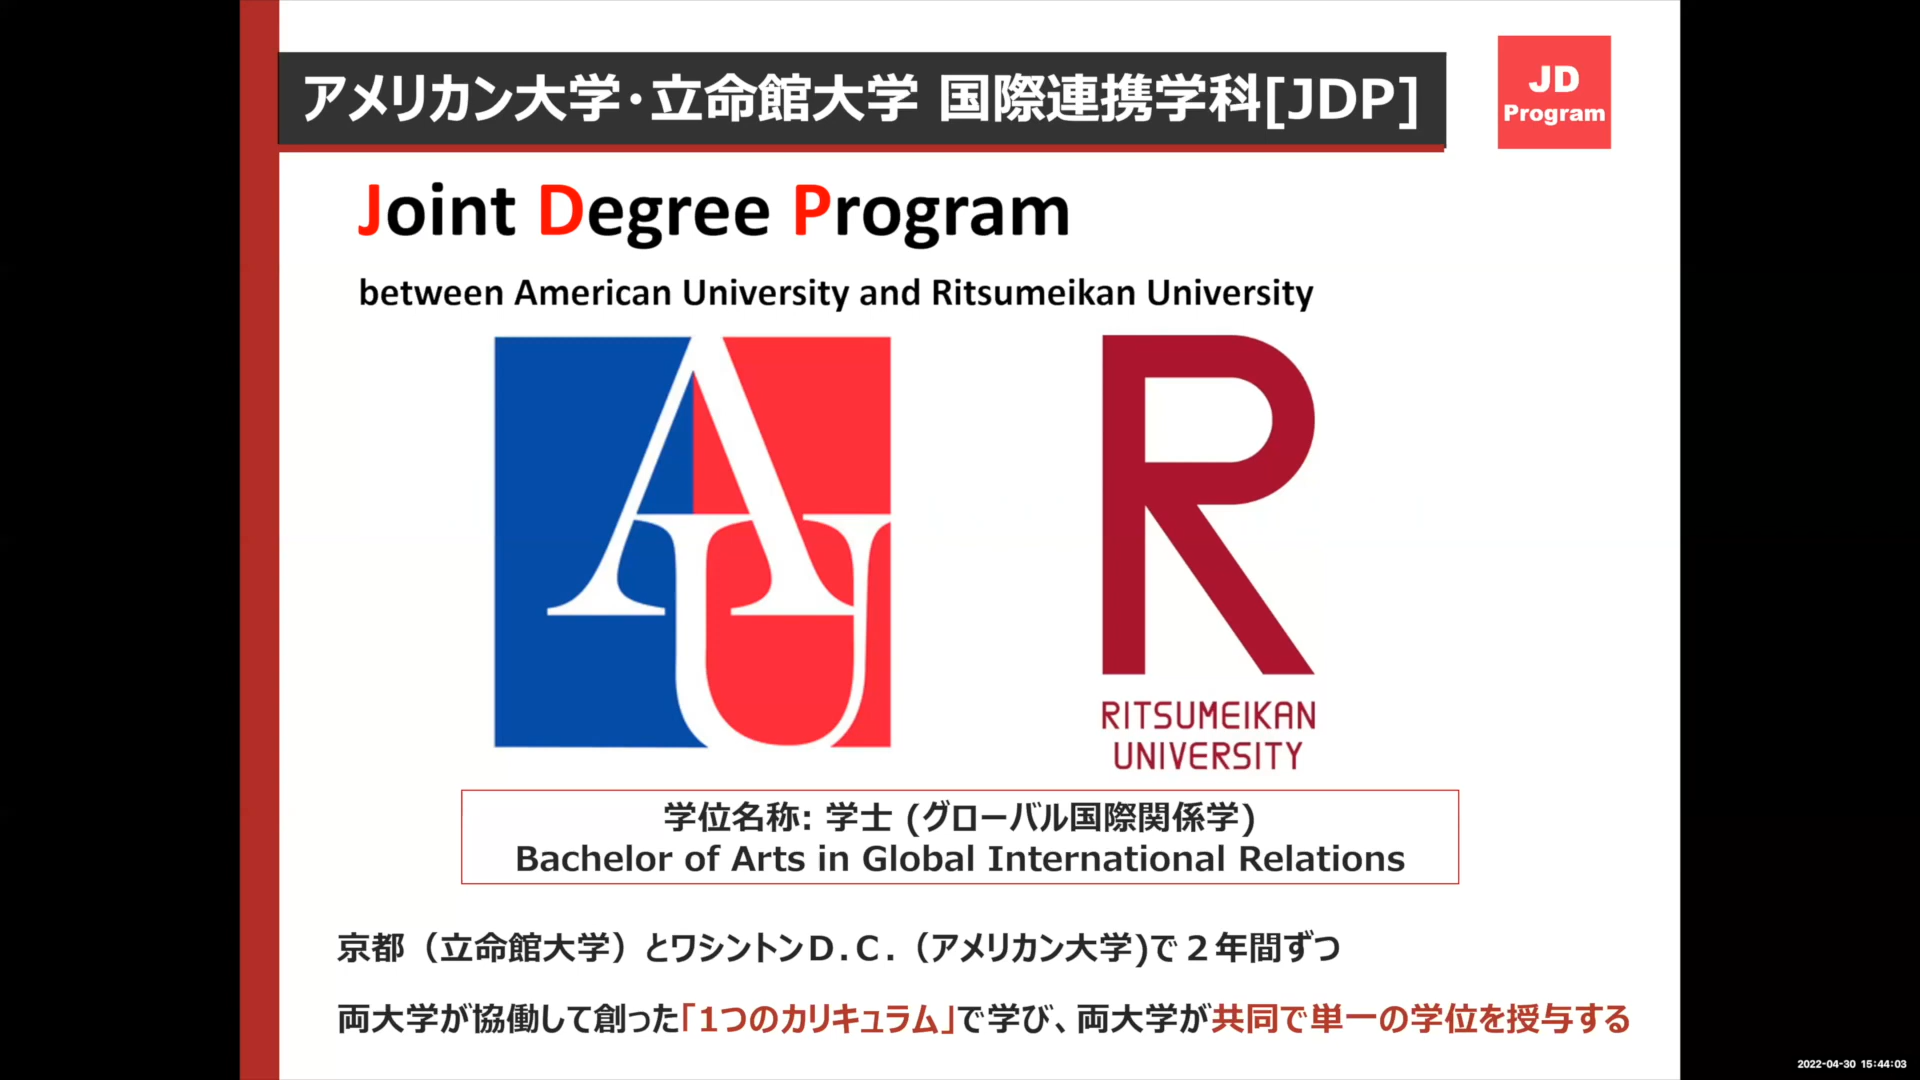 アメリカン大学・立命館大学 国際連携学科[JDP]
JD
Program
Joint Degree Program
between American University and Ritsumeikan University
AU
R
RITSUMEIKAN
UNIVERSITY
学位名称: 学士 (グローバル国際関係学)
Bachelor of Arts in Global International Relations
京都（立命館大学）とワシントンＤ.Ｃ.（アメリカン大学)で２年間ずつ
両大学が協働して創った「1つのカリキュラム」で学び、両大学が共同で単一の学位を授与する
2022-04-30 15:44:03